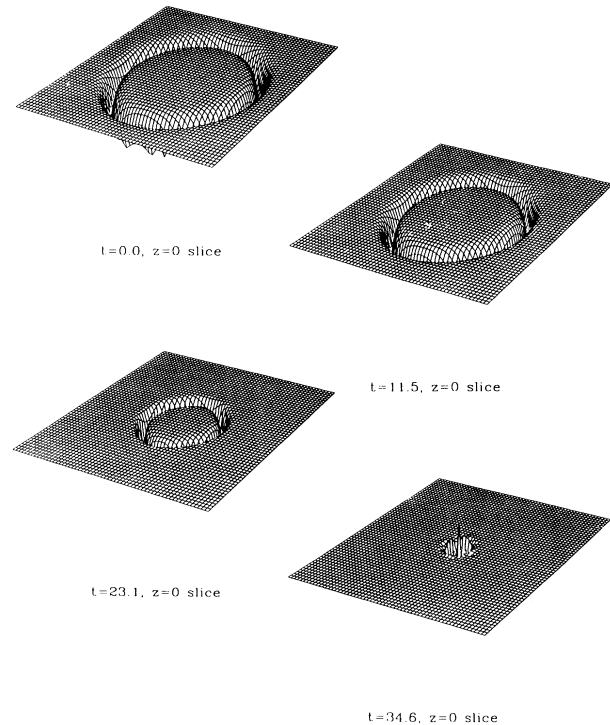 t=0.0, z=0 slice
t=11.5, z=0 slice
t=23.1, z=0 slice
t=34.6, z=0 slice